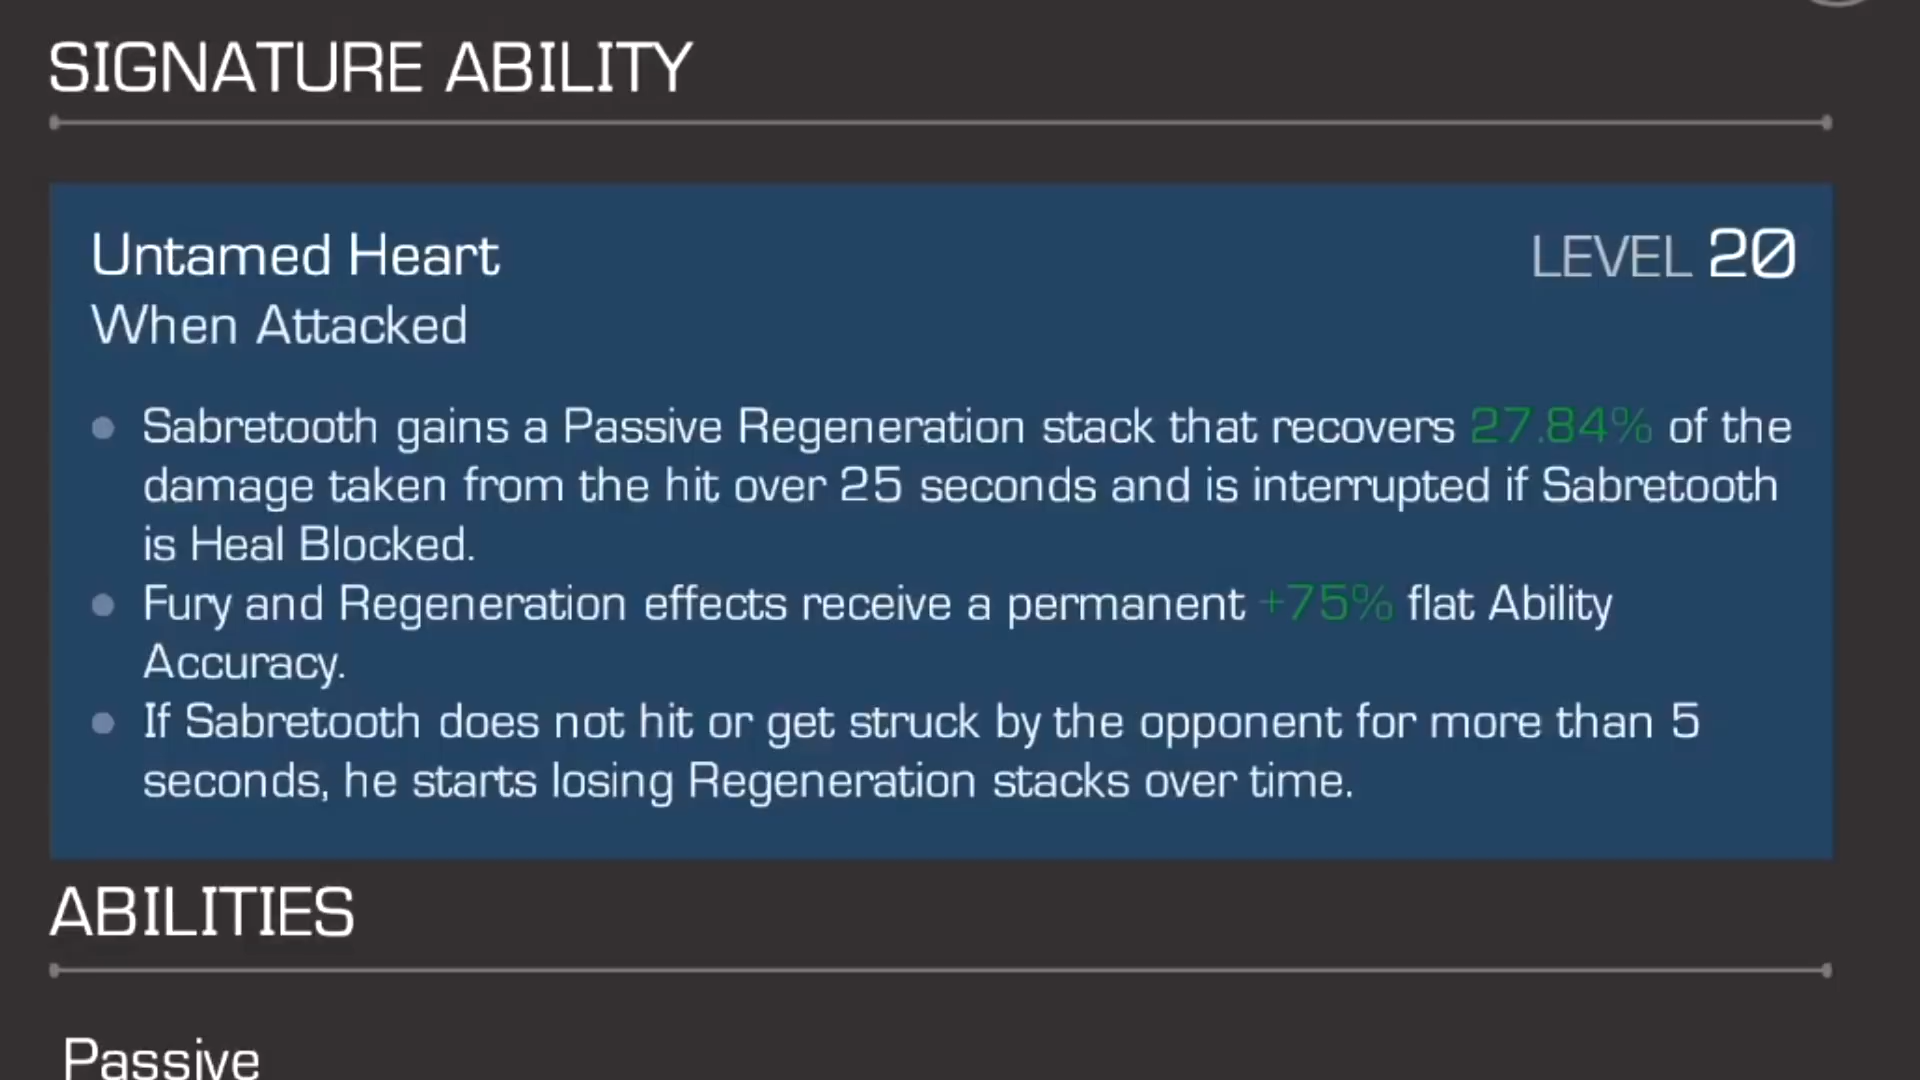 SIGNATURE ABILITY
Untamed Heart
LEVEL 20
When Attacked
Sabretooth gains a Passive Regeneration stack that recovers 27.84% of the
damage taken from the hit over 25 seconds and is interrupted if Sabretooth
is Heal Blocked.
Fury and Regeneration effects receive a permanent +75% flat Ability
Accuracy.
If Sabretooth does not hit or get struck by the opponent for more than 5
seconds, he starts losing Regeneration stacks over time.
ABILITIES
Passive